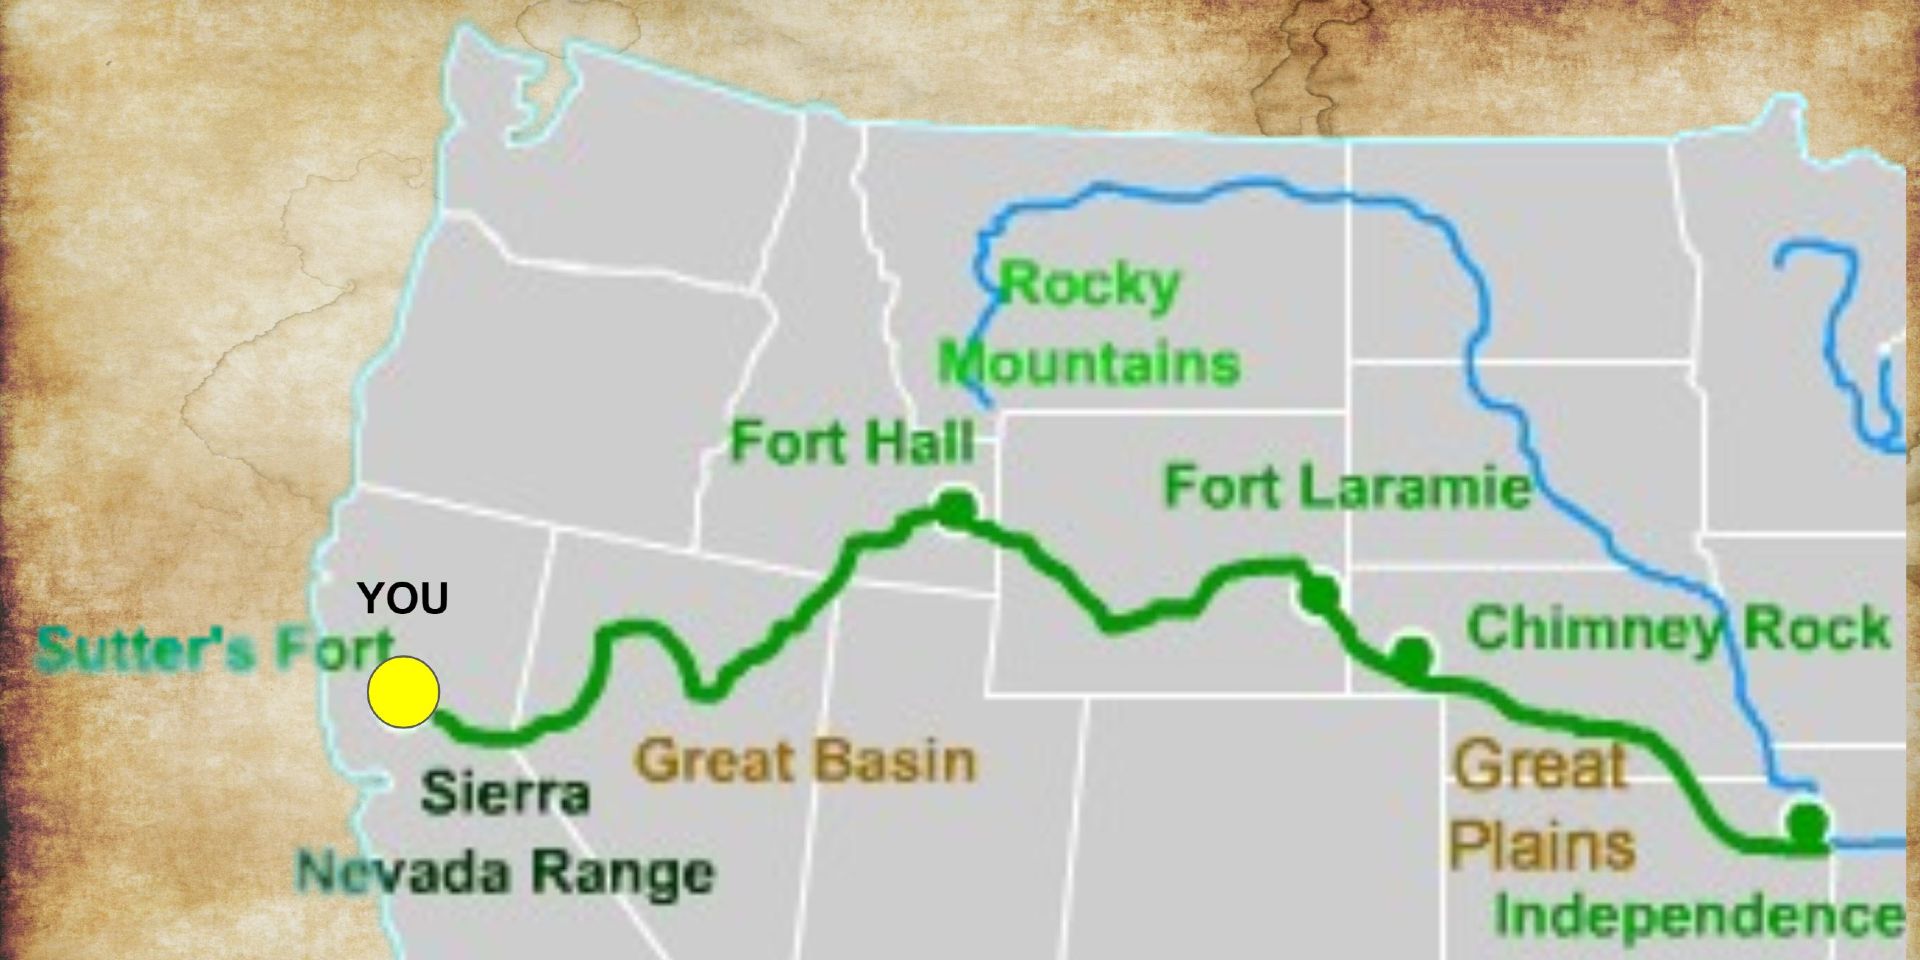 Rocky
Mountains
Fort Hall
Fort Laramie
YOU
Sutter's Fort
Chimney Rock
Great Basin
Great
Plains
Sierra
Nevada Range
Independence